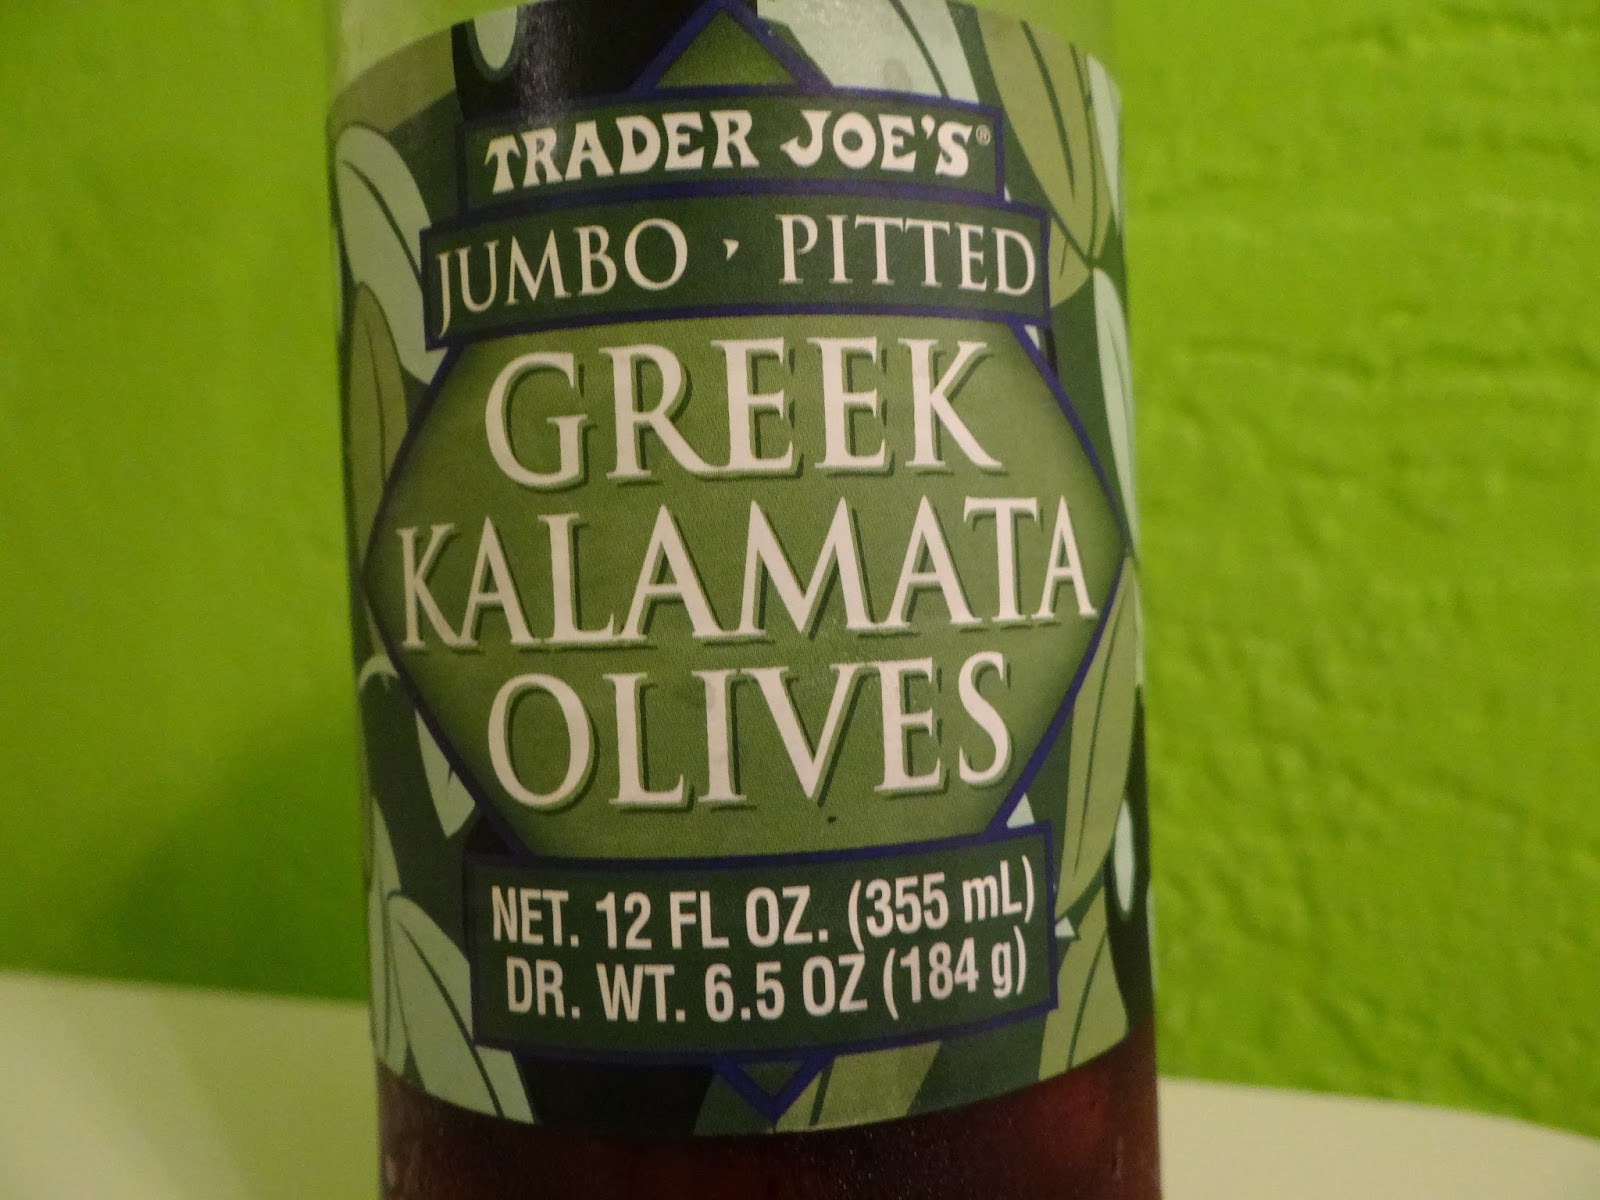 TRADER JOE'S®
JUMBO · PITTED
GREEK
KALAMATA
OLIVES
NET. 12 FL OZ. (355 mL)
DR. WT. 6.5 OZ (184 g)